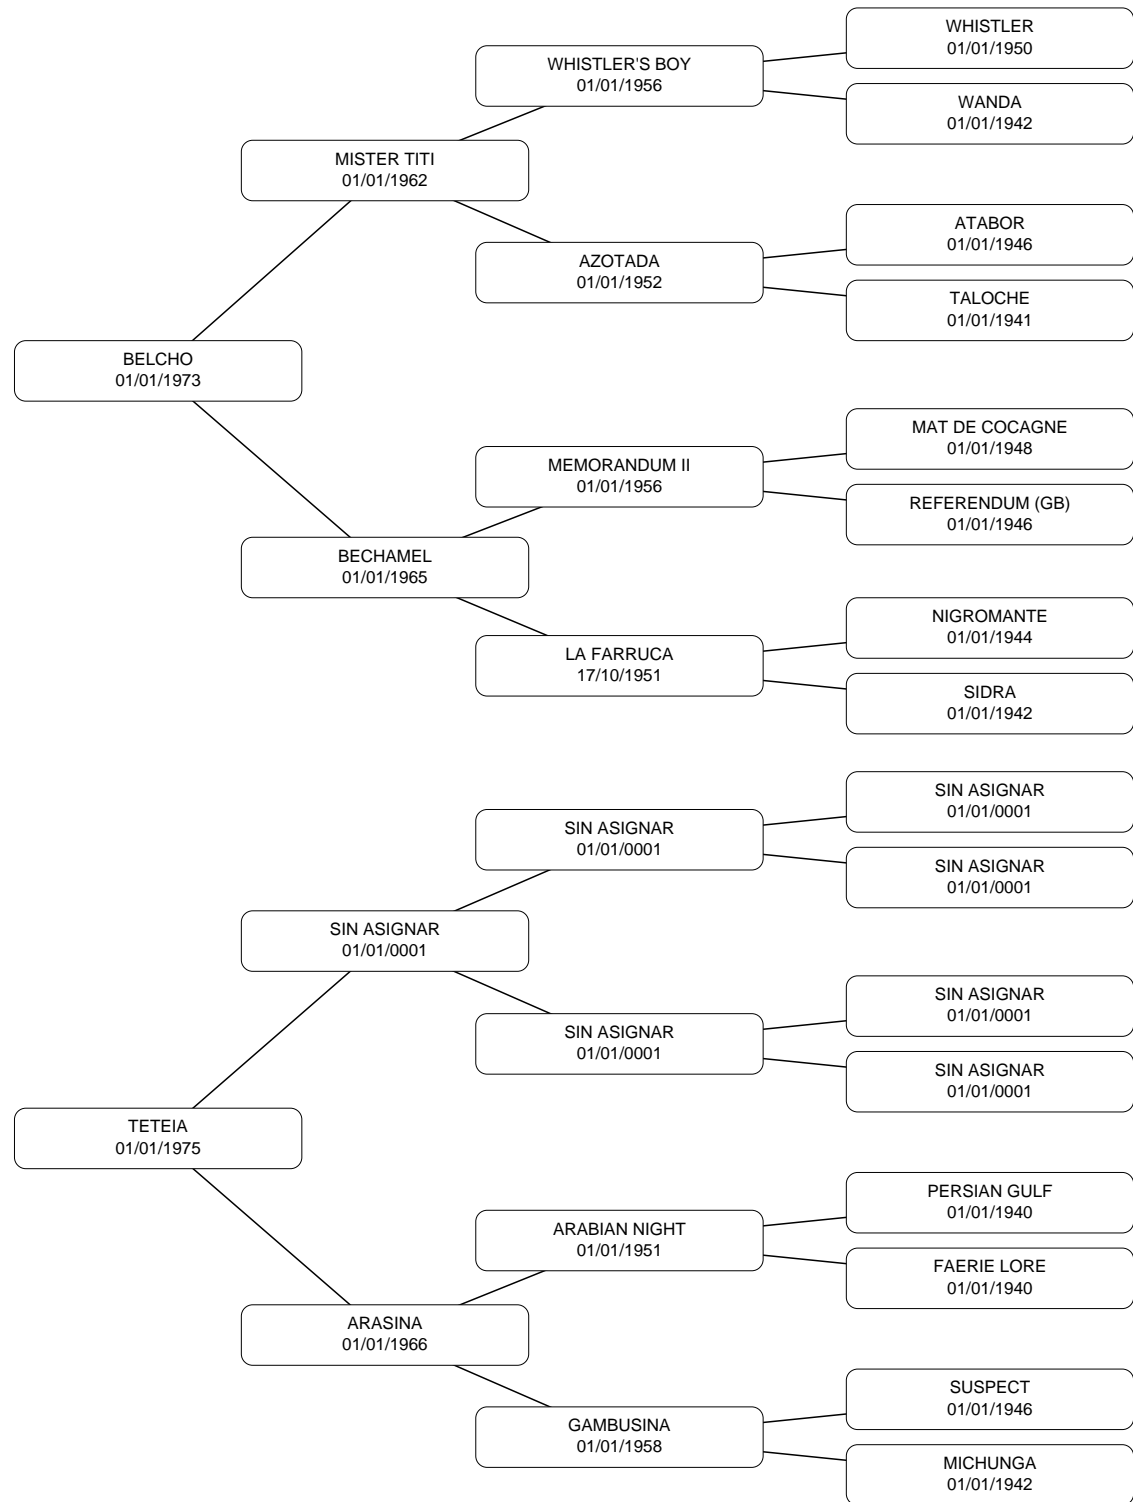 WHISTLER
01/01/1950
WHISTLER'S BOY
01/01/1956
WANDA
01/01/1942
MISTER TITI
01/01/1962
ATABOR
01/01/1946
AZOTADA
01/01/1952
TALOCHE
01/01/1941
BELCHO
01/01/1973
MAT DE COCAGNE
01/01/1948
MEMORANDUM II
01/01/1956
REFERENDUM (GB)
01/01/1946
BECHAMEL
01/01/1965
NIGROMANTE
01/01/1944
LA FARRUCA
17/10/1951
SIDRA
01/01/1942
SIN ASIGNAR
01/01/0001
SIN ASIGNAR
01/01/0001
SIN ASIGNAR
01/01/0001
SIN ASIGNAR
01/01/0001
SIN ASIGNAR
01/01/0001
SIN ASIGNAR
01/01/0001
SIN ASIGNAR
01/01/0001
TETEIA
01/01/1975
PERSIAN GULF
01/01/1940
ARABIAN NIGHT
01/01/1951
FAERIE LORE
01/01/1940
ARASINA
01/01/1966
SUSPECT
01/01/1946
GAMBUSINA
01/01/1958
MICHUNGA
01/01/1942